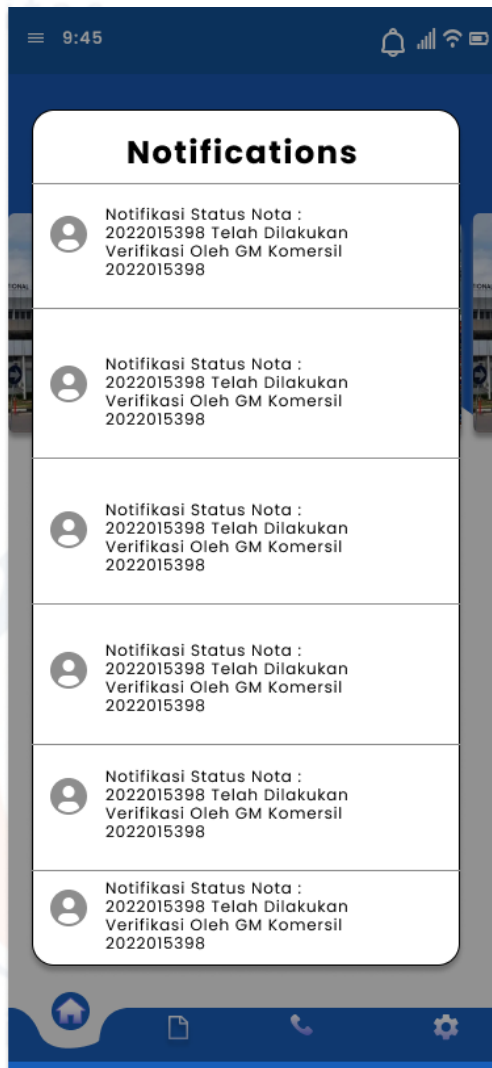 9:45
Notifications
Notifikasi Status Nota :
2022015398 Telah Dilakukan
Verifikasi Oleh GM Komersil
2022015398
Notifikasi Status Nota :
2022015398 Telah Dilakukan
Verifikasi Oleh GM Komersil
2022015398
Notifikasi Status Nota :
2022015398 Telah Dilakukan
Verifikasi Oleh GM Komersil
2022015398
Notifikasi Status Nota :
2022015398 Telah Dilakukan
Verifikasi Oleh GM Komersil
2022015398
Notifikasi Status Nota :
2022015398 Telah Dilakukan
Verifikasi Oleh GM Komersil
2022015398
Notifikasi Status Nota :
2022015398 Telah Dilakukan
Verifikasi Oleh GM Komersil
2022015398